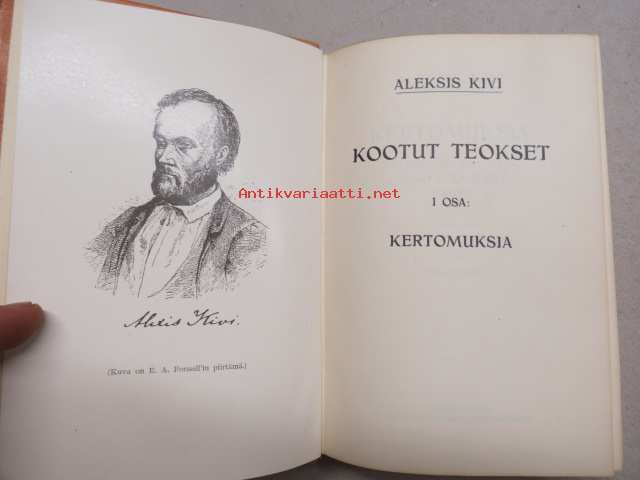 Aleksis Kivi.
(Kuva on E. A. Forssell'in piirtämä.)
ALEKSIS KIVI
KOOTUT TEOKSET
Antikvariaatti.net
I OSA:
KERTOMUKSIA